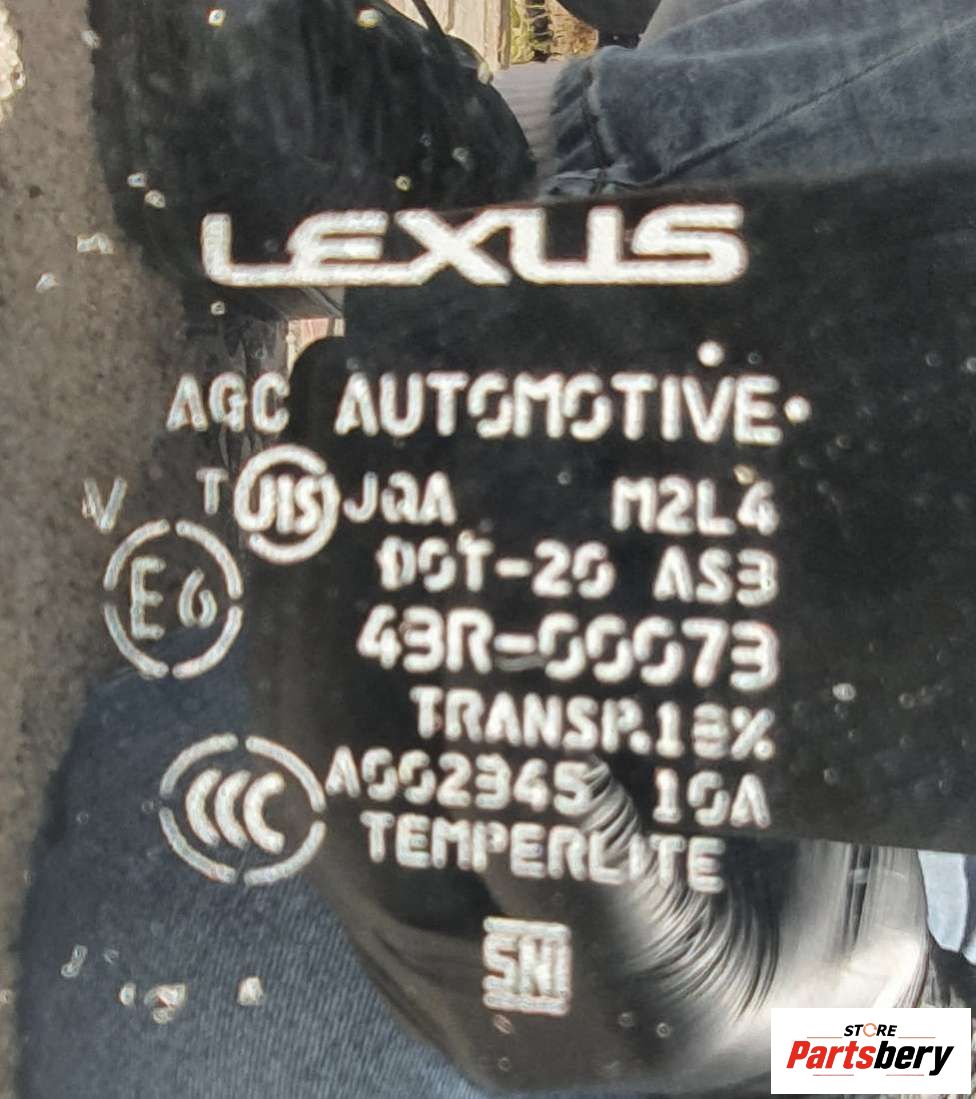 LEXUS
AGC AUTOMOTIVE
V T JIS JQA M2L4
E6 DOT-20 AS3
43R-00073
TRANSP.18%
CCC A002345 10A
TEMPERLITE
SNI
STORE
Partsbery